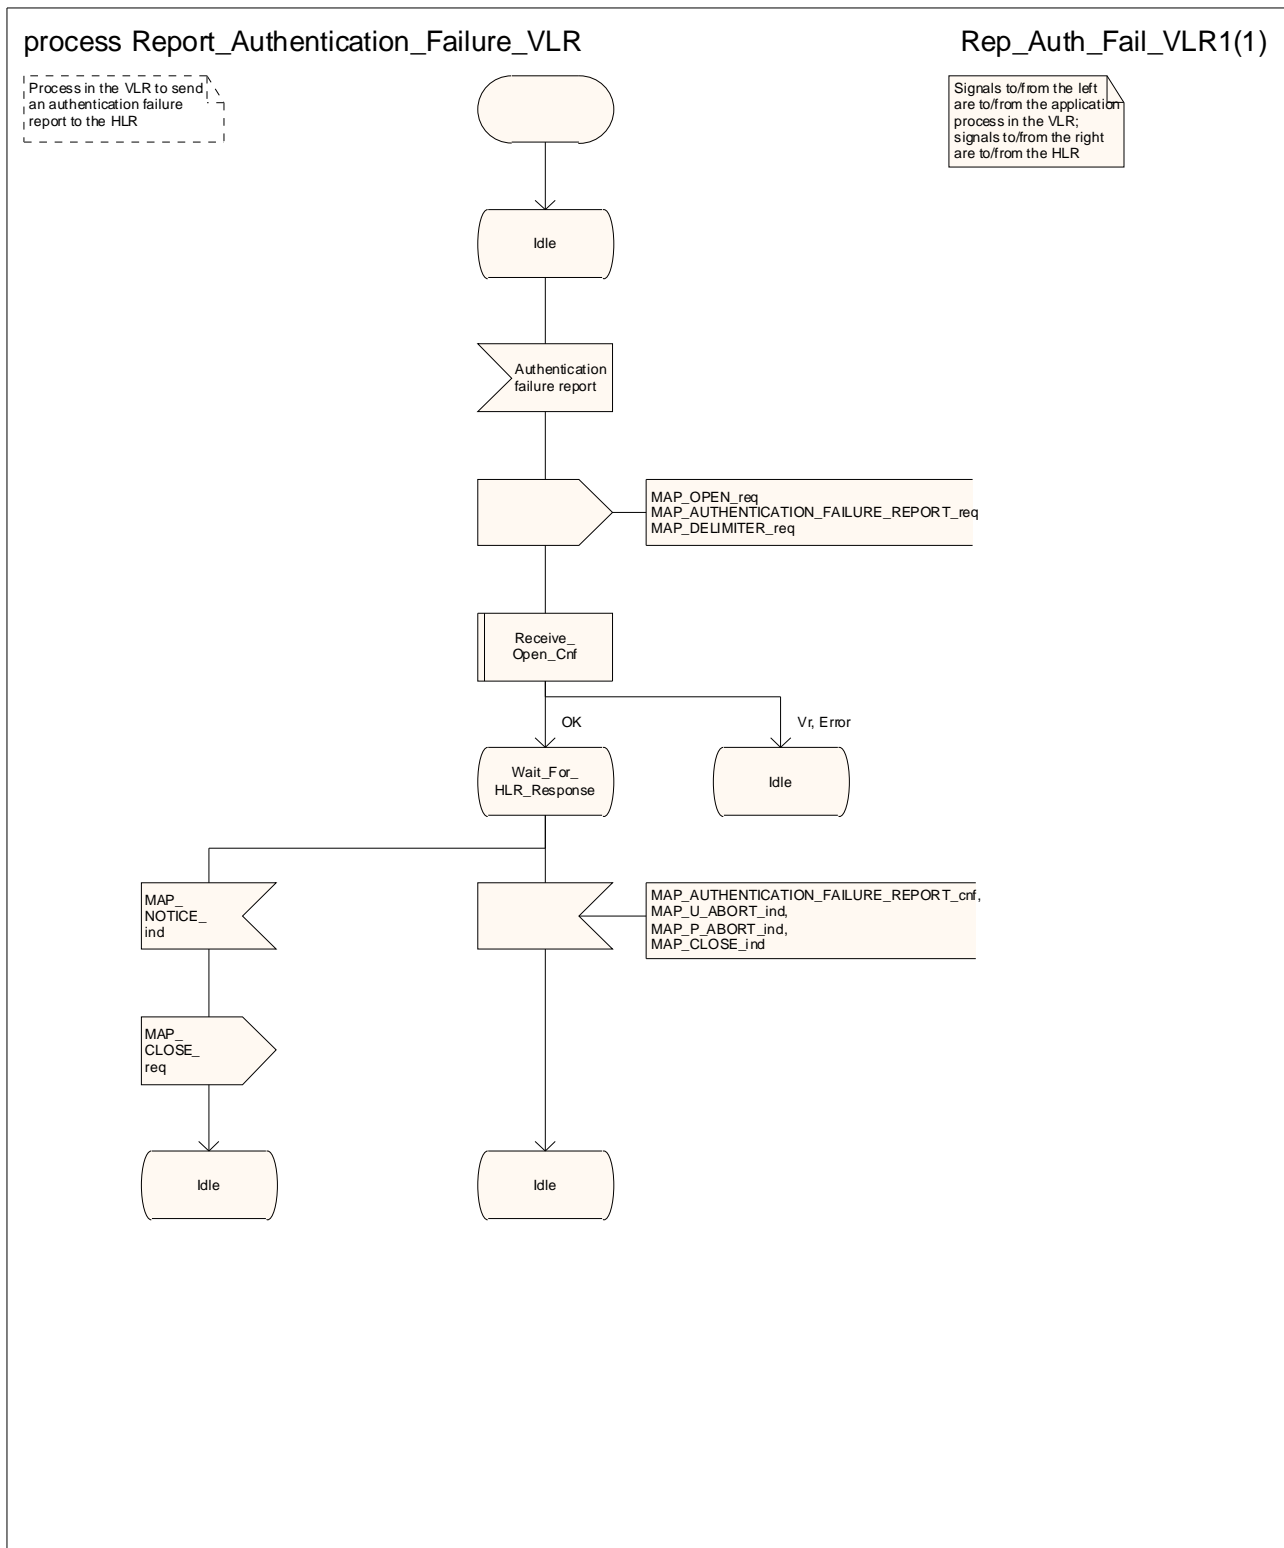 process Report_Authentication_Failure_VLR
Rep_Auth_Fail_VLR1(1)
Process in the VLR to send
an authentication failure
report to the HLR
Signals to/from the left
are to/from the application
process in the VLR;
signals to/from the right
are to/from the HLR
Idle
Authentication
failure report
MAP_OPEN_req
MAP_AUTHENTICATION_FAILURE_REPORT_req
MAP_DELIMITER_req
Receive_
Open_Cnf
OK
Vr, Error
Wait_For_
HLR_Response
Idle
MAP_
NOTICE_
ind
MAP_AUTHENTICATION_FAILURE_REPORT_cnf,
MAP_U_ABORT_ind,
MAP_P_ABORT_ind,
MAP_CLOSE_ind
MAP_
CLOSE_
req
Idle
Idle